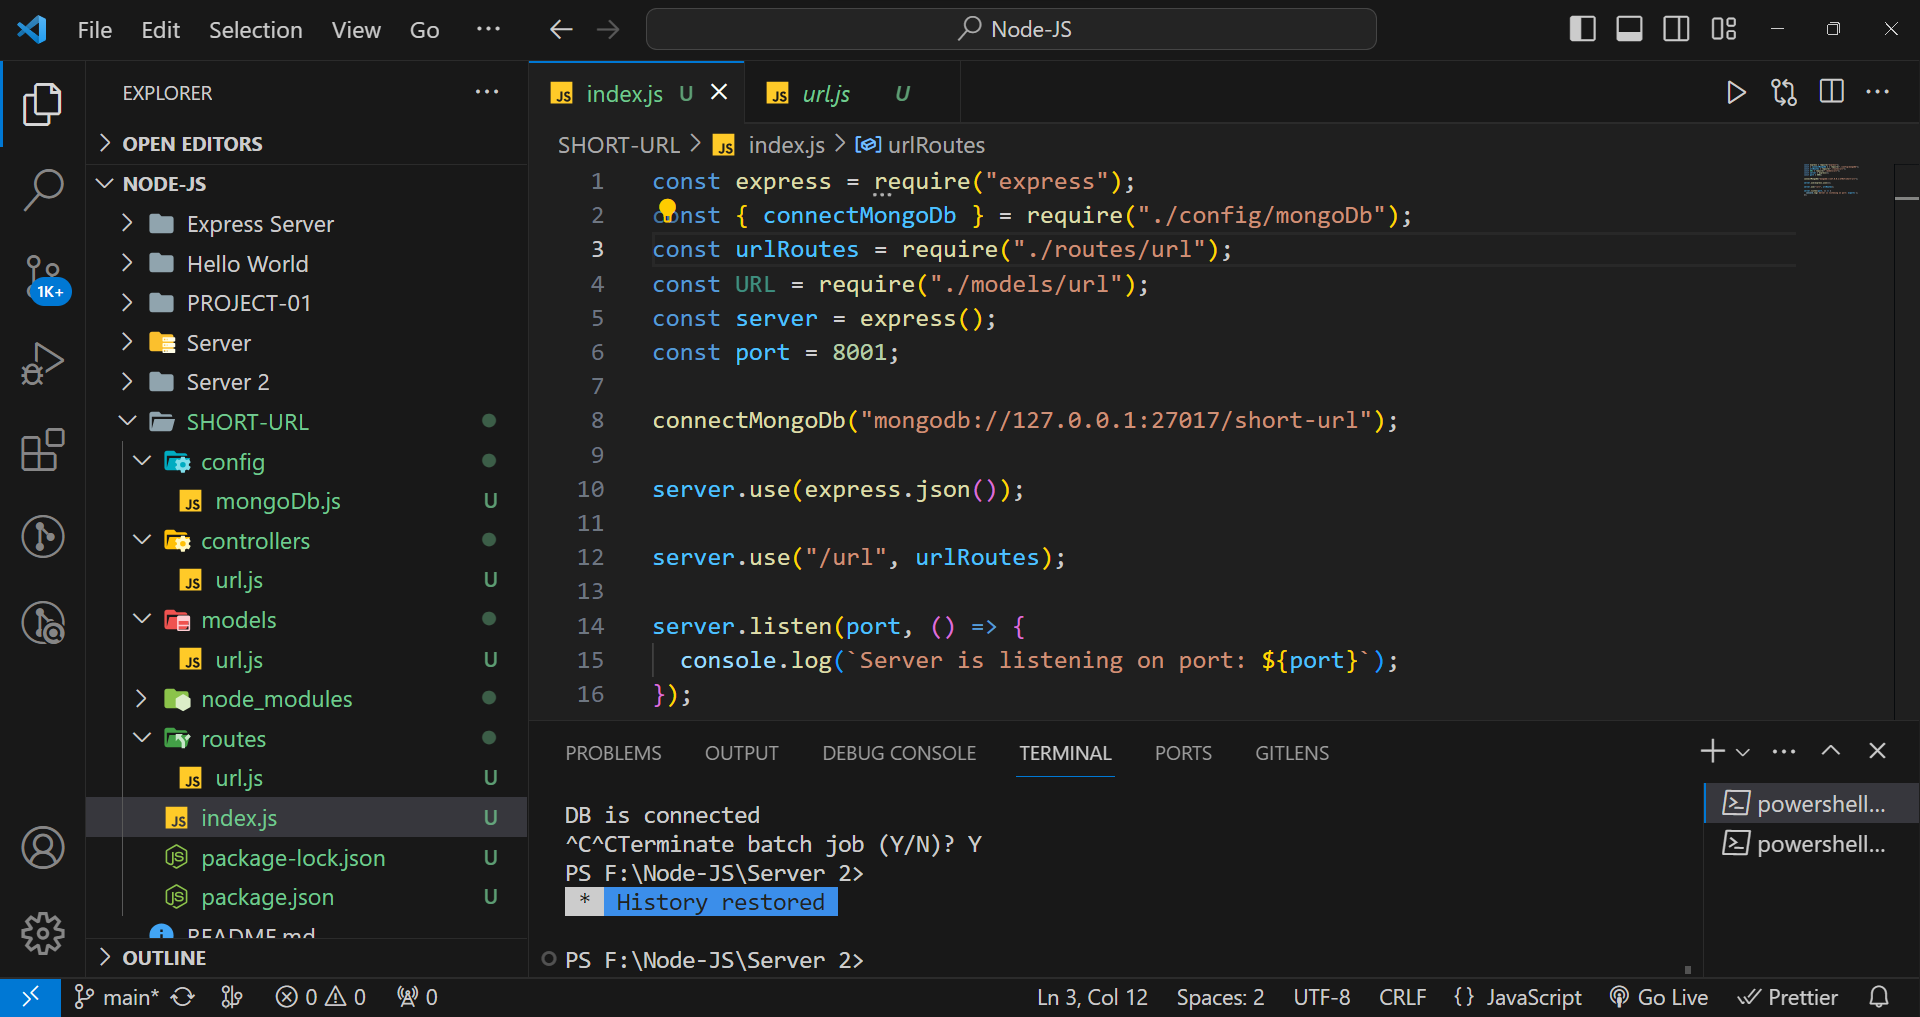 File Edit Selection View Go ···
Node-JS
EXPLORER
OPEN EDITORS
NODE-JS
Express Server
Hello World
PROJECT-01
Server
Server 2
SHORT-URL
config
mongoDb.js U
controllers
url.js U
models
url.js U
node_modules
routes
url.js U
index.js U
package-lock.json U
package.json U
README.md
OUTLINE
1K+
JS index.js U
JS url.js U
SHORT-URL > JS index.js > urlRoutes
1 const express = require("express");
2 const { connectMongoDb } = require("./config/mongoDb");
3 const urlRoutes = require("./routes/url");
4 const URL = require("./models/url");
5 const server = express();
6 const port = 8001;
7
8 connectMongoDb("mongodb://127.0.0.1:27017/short-url");
9
10 server.use(express.json());
11
12 server.use("/url", urlRoutes);
13
14 server.listen(port, () => {
15 console.log(`Server is listening on port: ${port}`);
16 });
PROBLEMS OUTPUT DEBUG CONSOLE TERMINAL PORTS GITLENS
DB is connected
^C^CTerminate batch job (Y/N)? Y
PS F:\Node-JS\Server 2>
* History restored
PS F:\Node-JS\Server 2>
powershell...
powershell...
main* 0 0 0 Ln 3, Col 12 Spaces: 2 UTF-8 CRLF {} JavaScript Go Live Prettier